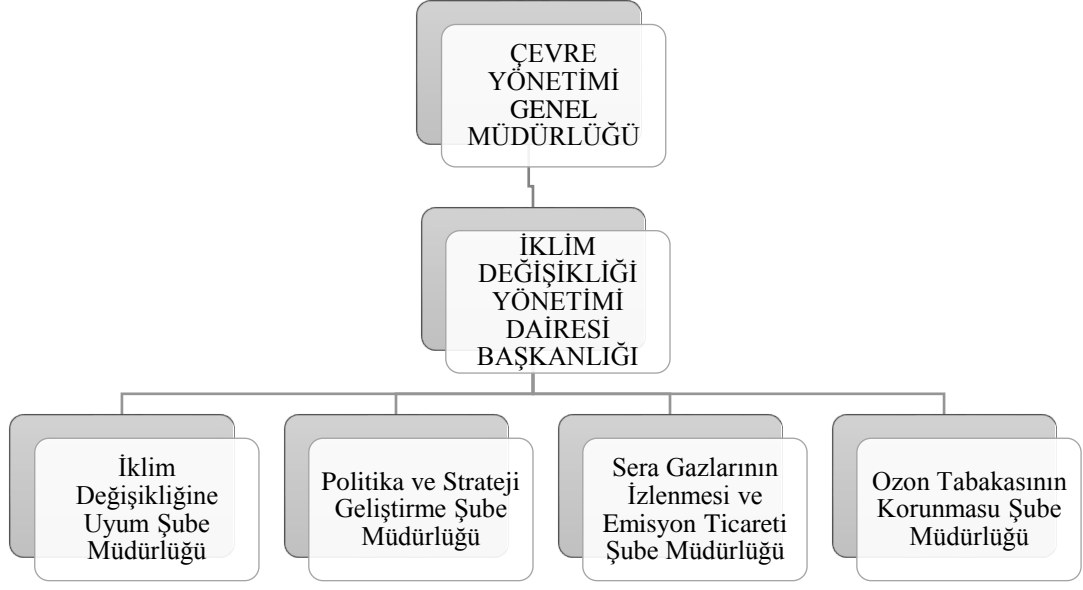 ÇEVRE
YÖNETİMİ
GENEL
MÜDÜRLÜĞÜ
İKLİM
DEĞİŞİKLİĞİ
YÖNETİMİ
DAİRESİ
BAŞKANLIĞI
İklim
Değişikliğine
Uyum Şube
Müdürlüğü
Politika ve Strateji
Geliştirme Şube
Müdürlüğü
Sera Gazlarının
İzlenmesi ve
Emisyon Ticareti
Şube Müdürlüğü
Ozon Tabakasının
Korunması Şube
Müdürlüğü